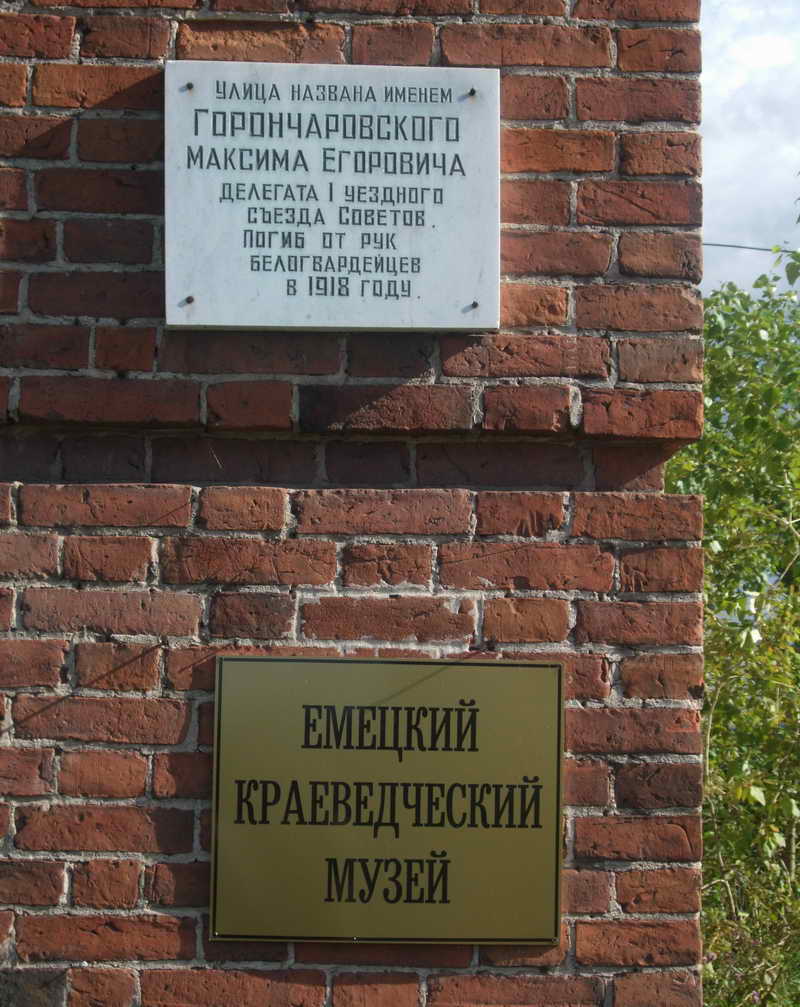 Улица названа именем
Горончаровского
Максима Егоровича
делегата I уездного
съезда Советов.
Погиб от рук
белогвардейцев
в 1918 году.
ЕМЕЦКИЙ
КРАЕВЕДЧЕСКИЙ
МУЗЕЙ